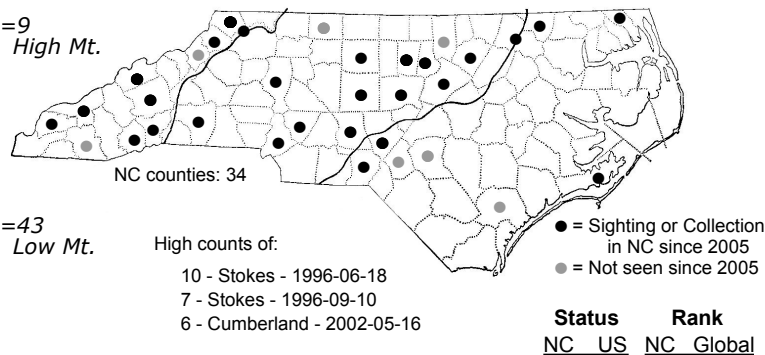 =9
High Mt.
NC counties: 34
=43
Low Mt.
High counts of:
10 - Stokes - 1996-06-18
7 - Stokes - 1996-09-10
6 - Cumberland - 2002-05-16
= Sighting or Collection
in NC since 2005
= Not seen since 2005
Status Rank
NC US NC Global